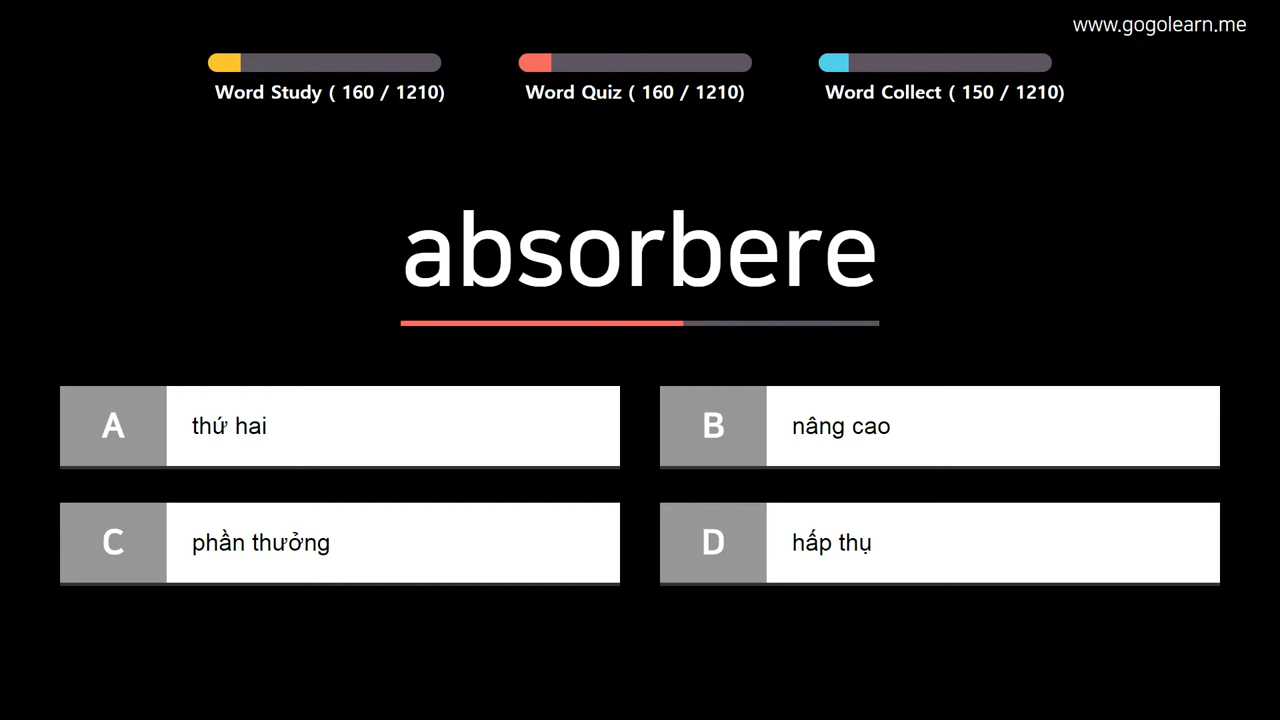 www.gogolearn.me
Word Study ( 160 / 1210)
Word Quiz ( 160 / 1210)
Word Collect ( 150 / 1210)
absorbere
A thứ hai
B nâng cao
C phần thưởng
D hấp thụ